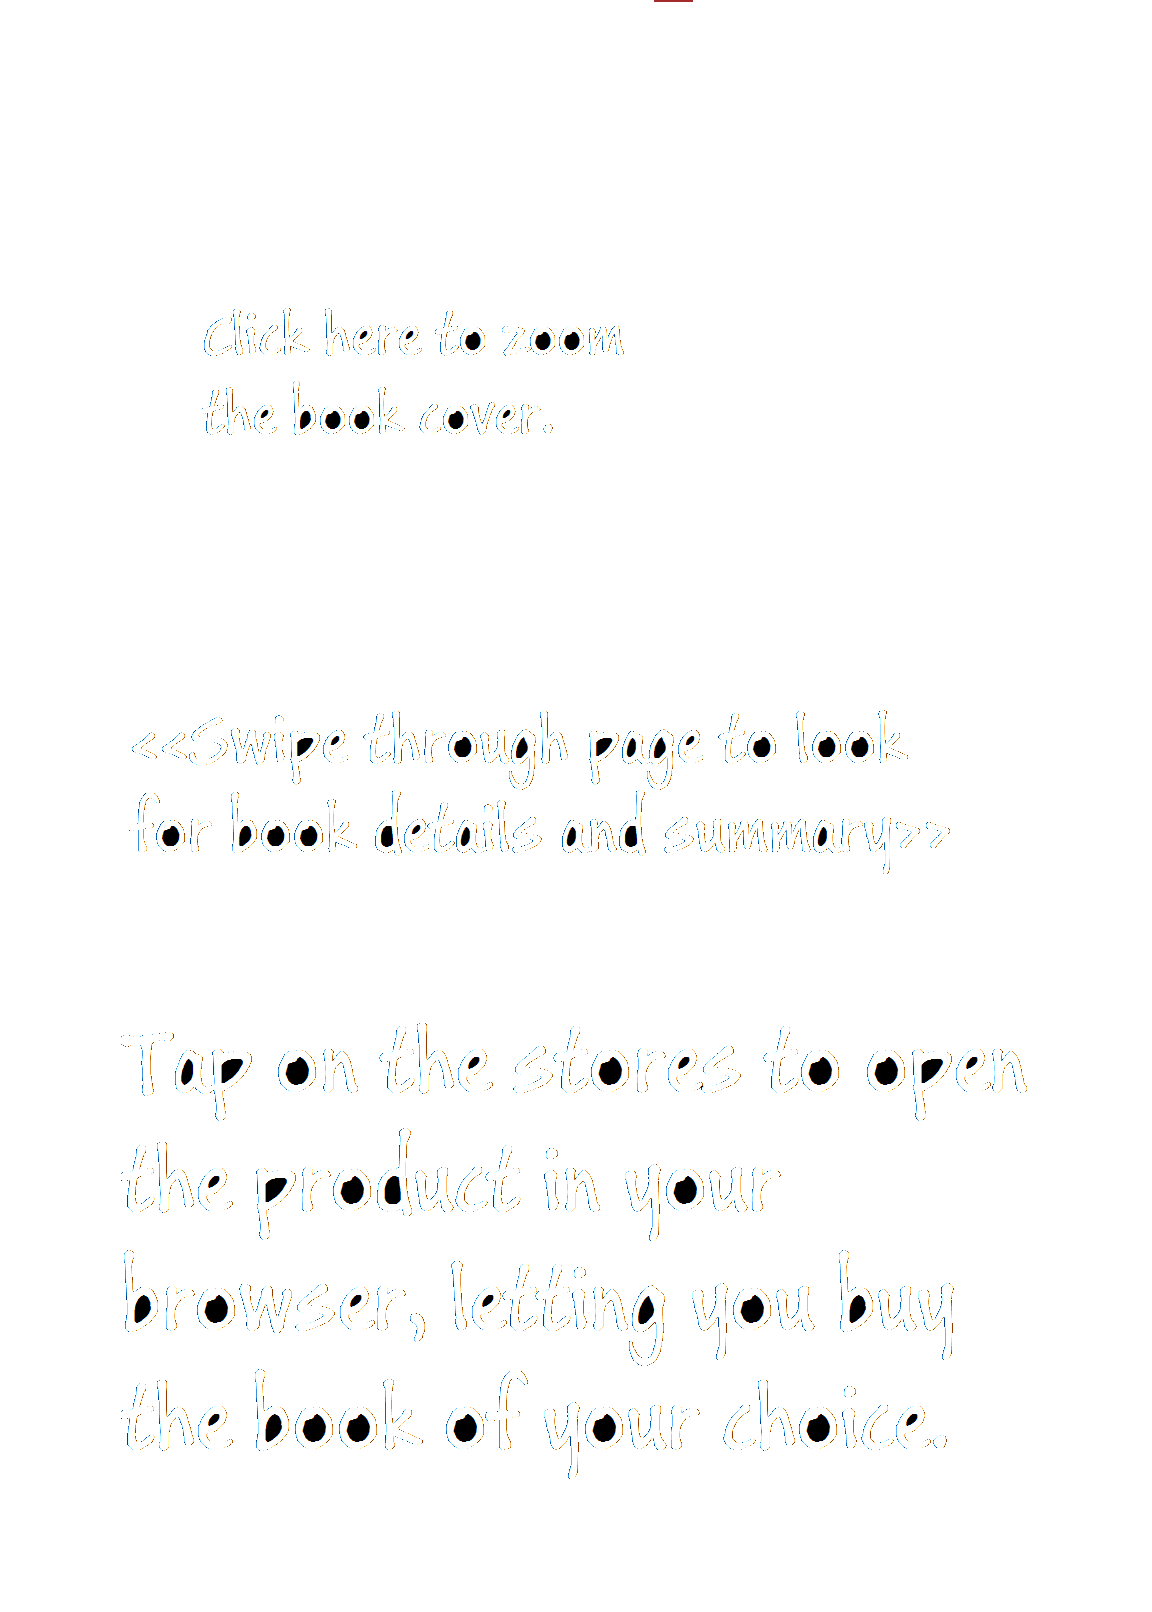 Click here to zoom
the book cover.
<<Swipe through page to look
for book details and summary>>
Tap on the stores to open
the product in your
browser, letting you buy
the book of your choice.